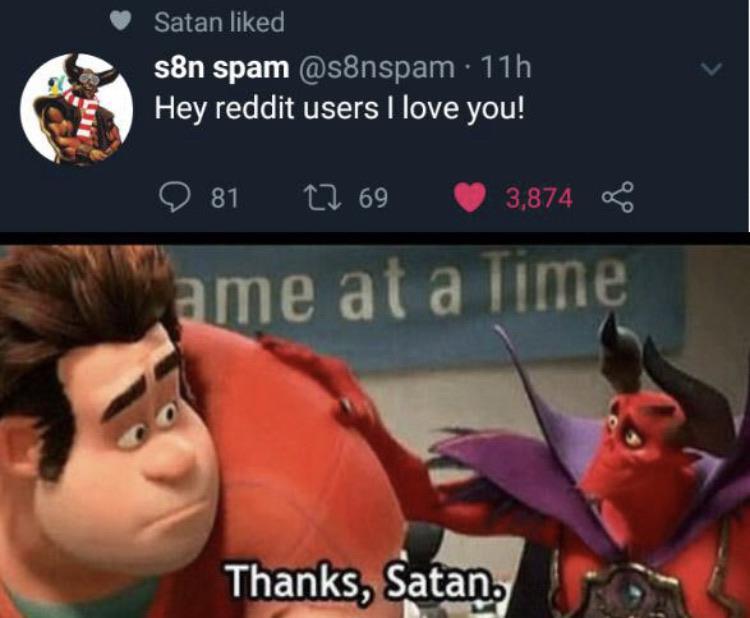 Satan liked
s8n spam @s8nspam · 11h
Hey reddit users I love you!
81 69 3,874
ame at a Time
Thanks, Satan.